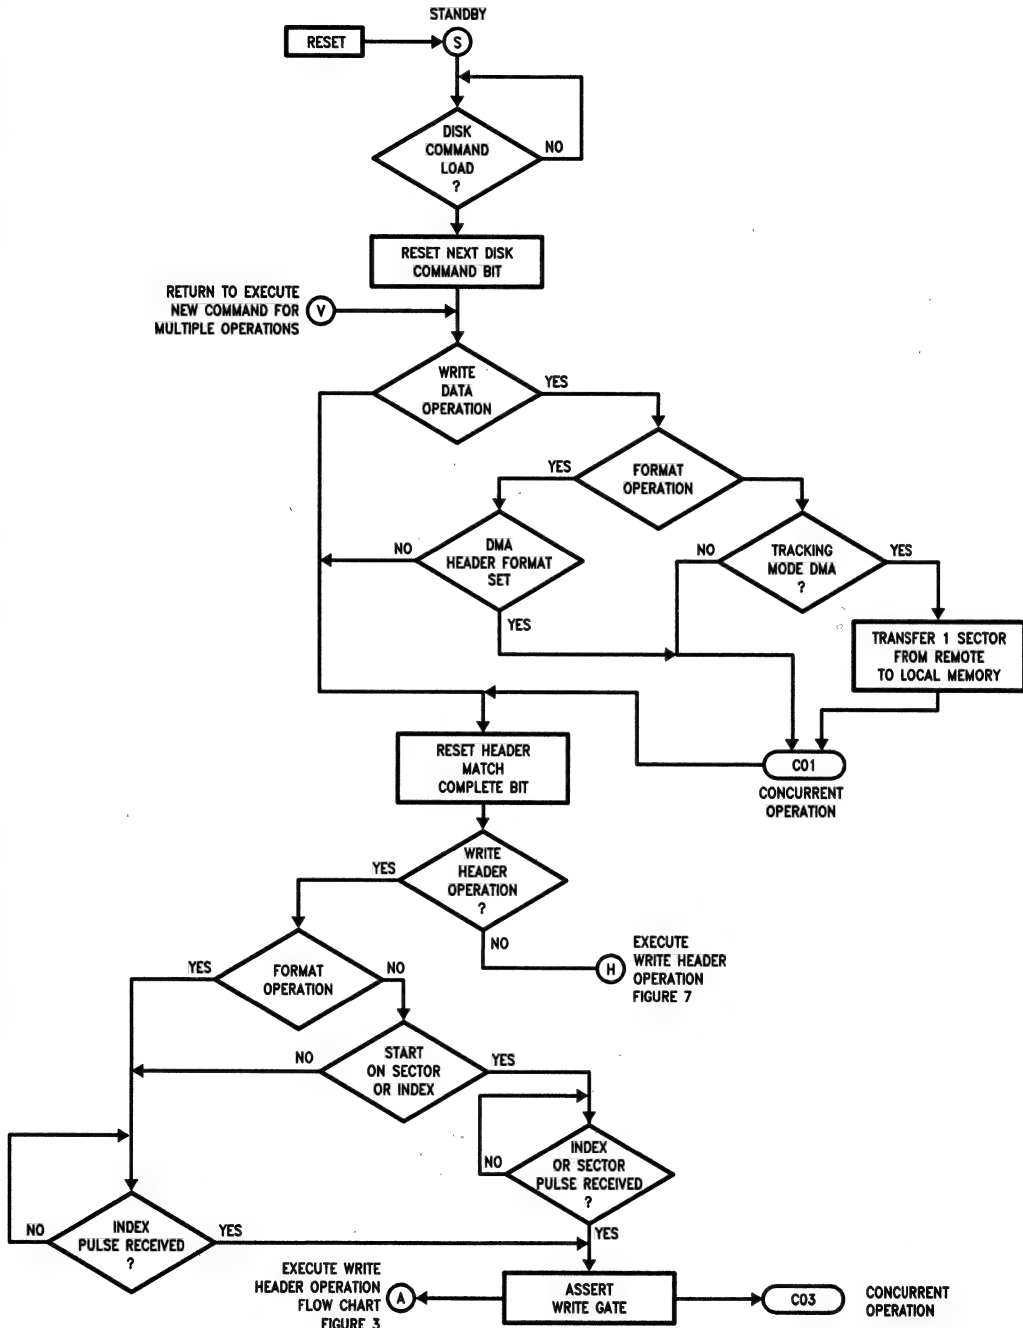 STANDBY
RESET
S
DISK
COMMAND
LOAD
?
NO
RESET NEXT DISK
COMMAND BIT
RETURN TO EXECUTE
NEW COMMAND FOR
MULTIPLE OPERATIONS
V
WRITE
DATA
OPERATION
YES
YES
FORMAT
OPERATION
NO
DMA
HEADER FORMAT
SET
YES
NO
TRACKING
MODE DMA
?
YES
TRANSFER 1 SECTOR
FROM REMOTE
TO LOCAL MEMORY
RESET HEADER
MATCH
COMPLETE BIT
C01
CONCURRENT
OPERATION
YES
WRITE
HEADER
OPERATION
?
NO
H
EXECUTE
WRITE HEADER
OPERATION
FIGURE 7
YES
FORMAT
OPERATION
NO
NO
START
ON SECTOR
OR INDEX
YES
NO
INDEX
OR SECTOR
PULSE RECEIVED
?
YES
NO
INDEX
PULSE RECEIVED
?
YES
EXECUTE WRITE
HEADER OPERATION
FLOW CHART
FIGURE 3
A
ASSERT
WRITE GATE
C03
CONCURRENT
OPERATION